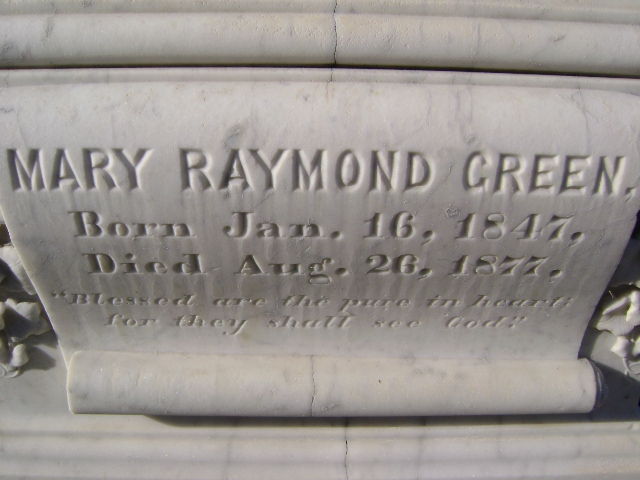 MARY RAYMOND GREEN,
Born Jan. 16, 1847,
Died Aug. 26, 1877.
"Blessed are the pure in heart:
for they shall see God."